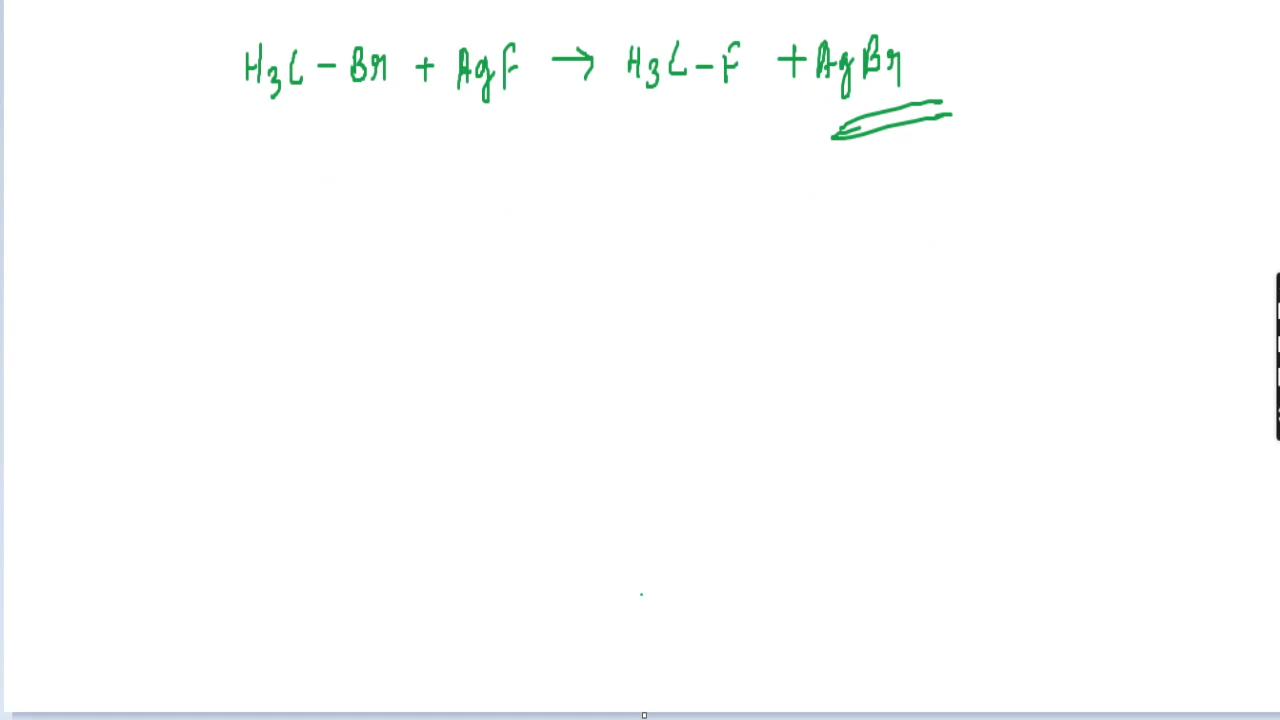 H₃C – Br + AgF → H₃C – F + AgBr